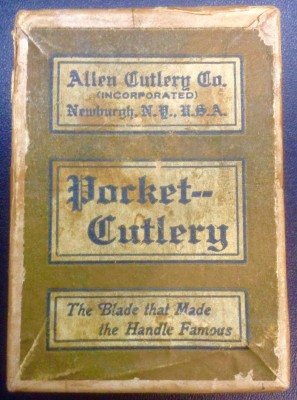 Allen Cutlery Co.
(INCORPORATED)
Newburgh, N.Y., U.S.A.
Pocket--
Cutlery
The Blade that Made
the Handle Famous